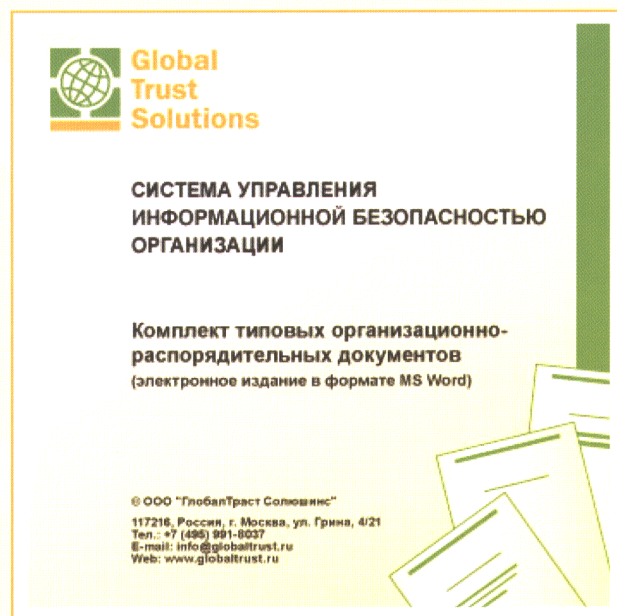 Global
Trust
Solutions
СИСТЕМА УПРАВЛЕНИЯ
ИНФОРМАЦИОННОЙ БЕЗОПАСНОСТЬЮ
ОРГАНИЗАЦИИ
Комплект типовых организационно-
распорядительных документов
(электронное издание в формате MS Word)
© ООО "ГлобалТраст Солюшинс"
117216, Россия, г. Москва, ул. Грина, 4/21
Тел.: +7 (495) 991-8037
E-mail: info@globaltrust.ru
Web: www.globaltrust.ru